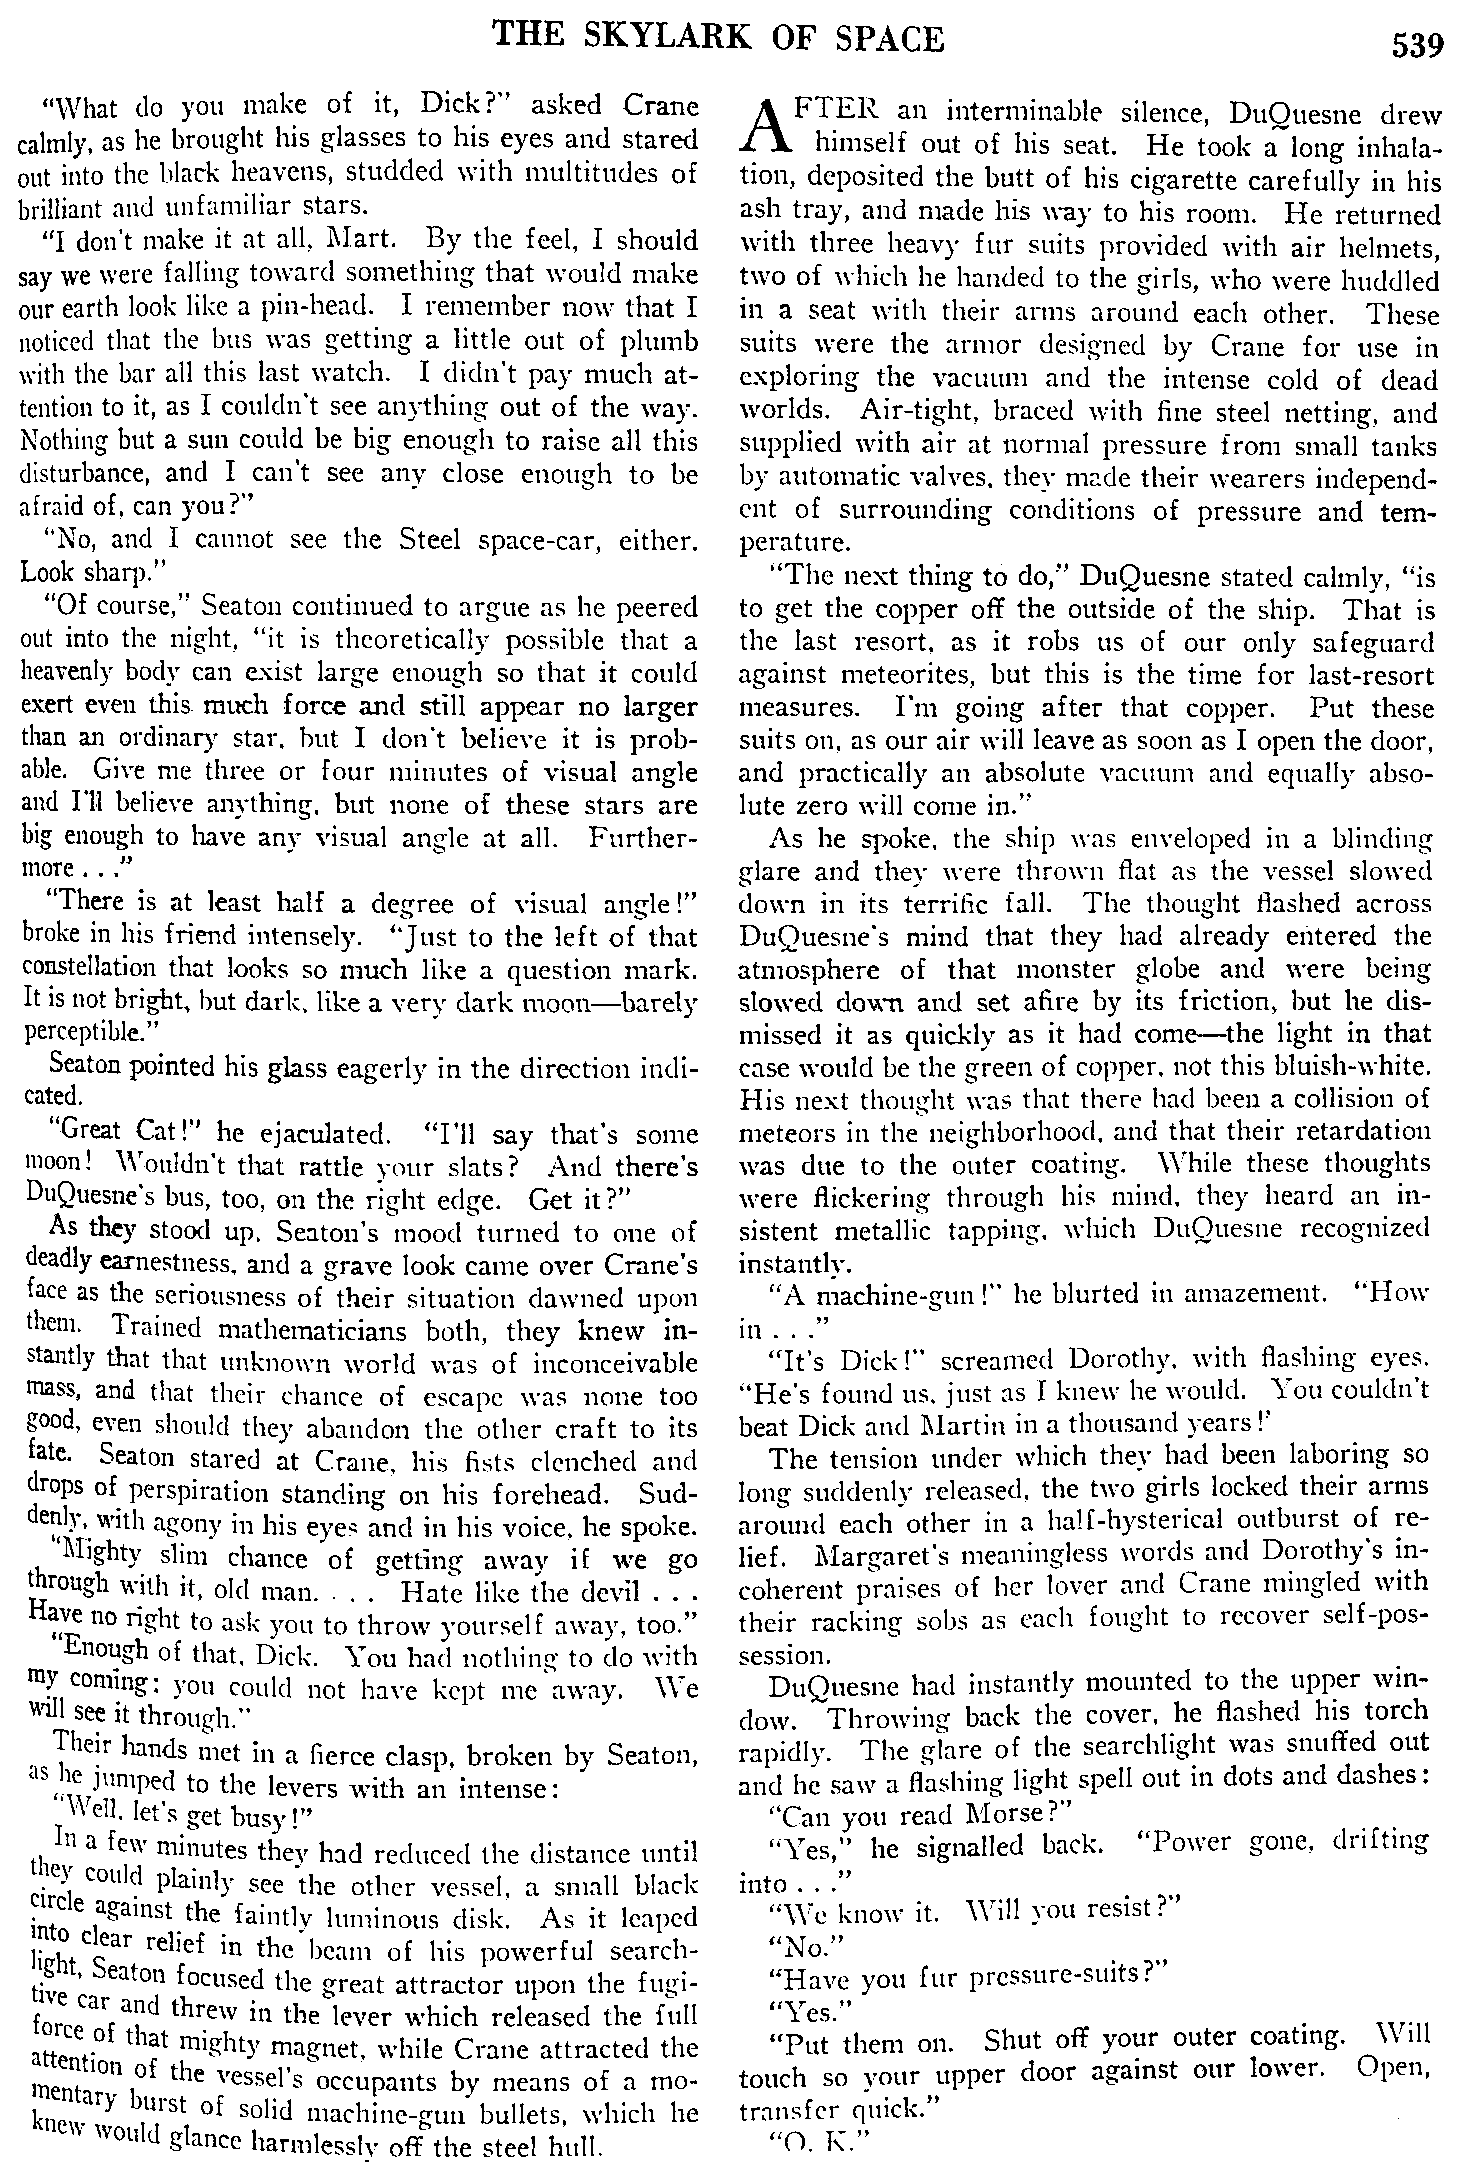 THE SKYLARK OF SPACE
539
"What do you make of it, Dick?" asked Crane
calmly, as he brought his glasses to his eyes and stared
out into the black heavens, studded with multitudes of
brilliant and unfamiliar stars.
"I don't make it at all, Mart. By the feel, I should
say we were falling toward something that would make
our earth look like a pin-head. I remember now that I
noticed that the bus was getting a little out of plumb
with the bar all this last watch. I didn't pay much at-
tention to it, as I couldn't see anything out of the way.
Nothing but a sun could be big enough to raise all this
disturbance, and I can't see any close enough to be
afraid of, can you?"
"No, and I cannot see the Steel space-car, either.
Look sharp."
"Of course," Seaton continued to argue as he peered
out into the night, "it is theoretically possible that a
heavenly body can exist large enough so that it could
exert even this much force and still appear no larger
than an ordinary star, but I don't believe it is prob-
able. Give me three or four minutes of visual angle
and I'll believe anything, but none of these stars are
big enough to have any visual angle at all. Further-
more . . ."
"There is at least half a degree of visual angle!"
broke in his friend intensely. "Just to the left of that
constellation that looks so much like a question mark.
It is not bright, but dark, like a very dark moon—barely
perceptible."
Seaton pointed his glass eagerly in the direction indi-
cated.
"Great Cat!" he ejaculated. "I'll say that's some
moon! Wouldn't that rattle your slats? And there's
DuQuesne's bus, too, on the right edge. Get it?"
As they stood up, Seaton's mood turned to one of
deadly earnestness, and a grave look came over Crane's
face as the seriousness of their situation dawned upon
them. Trained mathematicians both, they knew in-
stantly that that unknown world was of inconceivable
mass, and that their chance of escape was none too
good, even should they abandon the other craft to its
fate. Seaton stared at Crane, his fists clenched and
drops of perspiration standing on his forehead. Sud-
denly, with agony in his eyes and in his voice, he spoke.
"Mighty slim chance of getting away if we go
through with it, old man. . . . Hate like the devil . . .
Have no right to ask you to throw yourself away, too."
"Enough of that, Dick. You had nothing to do with
my coming: you could not have kept me away. We
will see it through."
Their hands met in a fierce clasp, broken by Seaton,
as he jumped to the levers with an intense:
"Well, let's get busy!"
In a few minutes they had reduced the distance until
they could plainly see the other vessel, a small black
circle against the faintly luminous disk. As it leaped
into clear relief in the beam of his powerful search-
light, Seaton focused the great attractor upon the fugi-
tive car and threw in the lever which released the full
force of that mighty magnet, while Crane attracted the
attention of the vessel's occupants by means of a mo-
mentary burst of solid machine-gun bullets, which he
knew would glance harmlessly off the steel hull.
AFTER an interminable silence, DuQuesne drew
himself out of his seat. He took a long inhala-
tion, deposited the butt of his cigarette carefully in his
ash tray, and made his way to his room. He returned
with three heavy fur suits provided with air helmets,
two of which he handed to the girls, who were huddled
in a seat with their arms around each other. These
suits were the armor designed by Crane for use in
exploring the vacuum and the intense cold of dead
worlds. Air-tight, braced with fine steel netting, and
supplied with air at normal pressure from small tanks
by automatic valves, they made their wearers independ-
ent of surrounding conditions of pressure and tem-
perature.
"The next thing to do," DuQuesne stated calmly, "is
to get the copper off the outside of the ship. That is
the last resort, as it robs us of our only safeguard
against meteorites, but this is the time for last-resort
measures. I'm going after that copper. Put these
suits on, as our air will leave as soon as I open the door,
and practically an absolute vacuum and equally abso-
lute zero will come in."
As he spoke, the ship was enveloped in a blinding
glare and they were thrown flat as the vessel slowed
down in its terrific fall. The thought flashed across
DuQuesne's mind that they had already entered the
atmosphere of that monster globe and were being
slowed down and set afire by its friction, but he dis-
missed it as quickly as it had come—the light in that
case would be the green of copper, not this bluish-white.
His next thought was that there had been a collision of
meteors in the neighborhood, and that their retardation
was due to the outer coating. While these thoughts
were flickering through his mind, they heard an in-
sistent metallic tapping, which DuQuesne recognized
instantly.
"A machine-gun!" he blurted in amazement. "How
in . . ."
"It's Dick!" screamed Dorothy, with flashing eyes.
"He's found us, just as I knew he would. You couldn't
beat Dick and Martin in a thousand years!'
The tension under which they had been laboring so
long suddenly released, the two girls locked their arms
around each other in a half-hysterical outburst of re-
lief. Margaret's meaningless words and Dorothy's in-
coherent praises of her lover and Crane mingled with
their racking sobs as each fought to recover self-pos-
session.
DuQuesne had instantly mounted to the upper win-
dow. Throwing back the cover, he flashed his torch
rapidly. The glare of the searchlight was snuffed out
and he saw a flashing light spell out in dots and dashes:
"Can you read Morse?"
"Yes," he signalled back. "Power gone, drifting
into . . ."
"We know it. Will you resist?"
"No."
"Have you fur pressure-suits?"
"Yes."
"Put them on. Shut off your outer coating. Will
touch so your upper door against our lower. Open,
transfer quick."
"O. K."